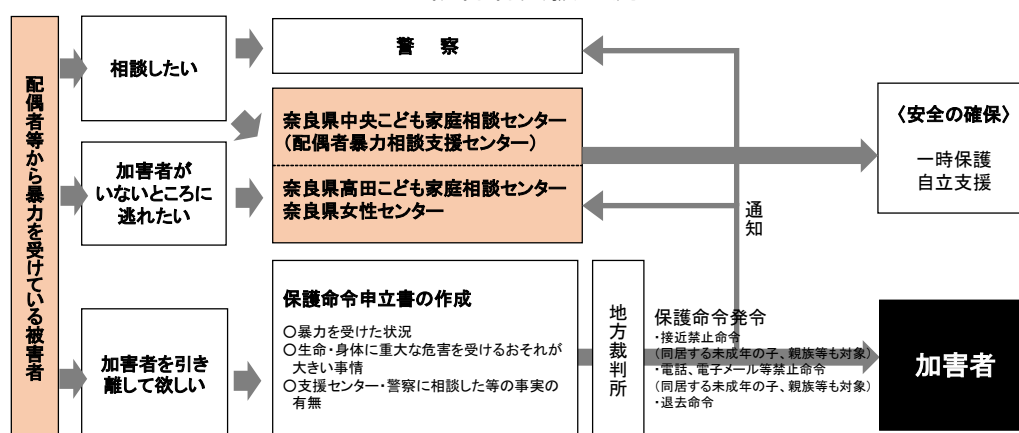 配偶者等から暴力を受けている被害者
相談したい
加害者が
いないところに
逃れたい
加害者を引き
離して欲しい
警　察
奈良県中央こども家庭相談センター
（配偶者暴力相談支援センター）
奈良県高田こども家庭相談センター
奈良県女性センター
保護命令申立書の作成
○暴力を受けた状況
○生命・身体に重大な危害を受けるおそれが
大きい事情
○支援センター・警察に相談した等の事実の
有無
地方裁判所
通知
保護命令発令
・接近禁止命令
（同居する未成年の子、親族等も対象）
・電話、電子メール等禁止命令
（同居する未成年の子、親族等も対象）
・退去命令
〈安全の確保〉
一時保護
自立支援
加害者